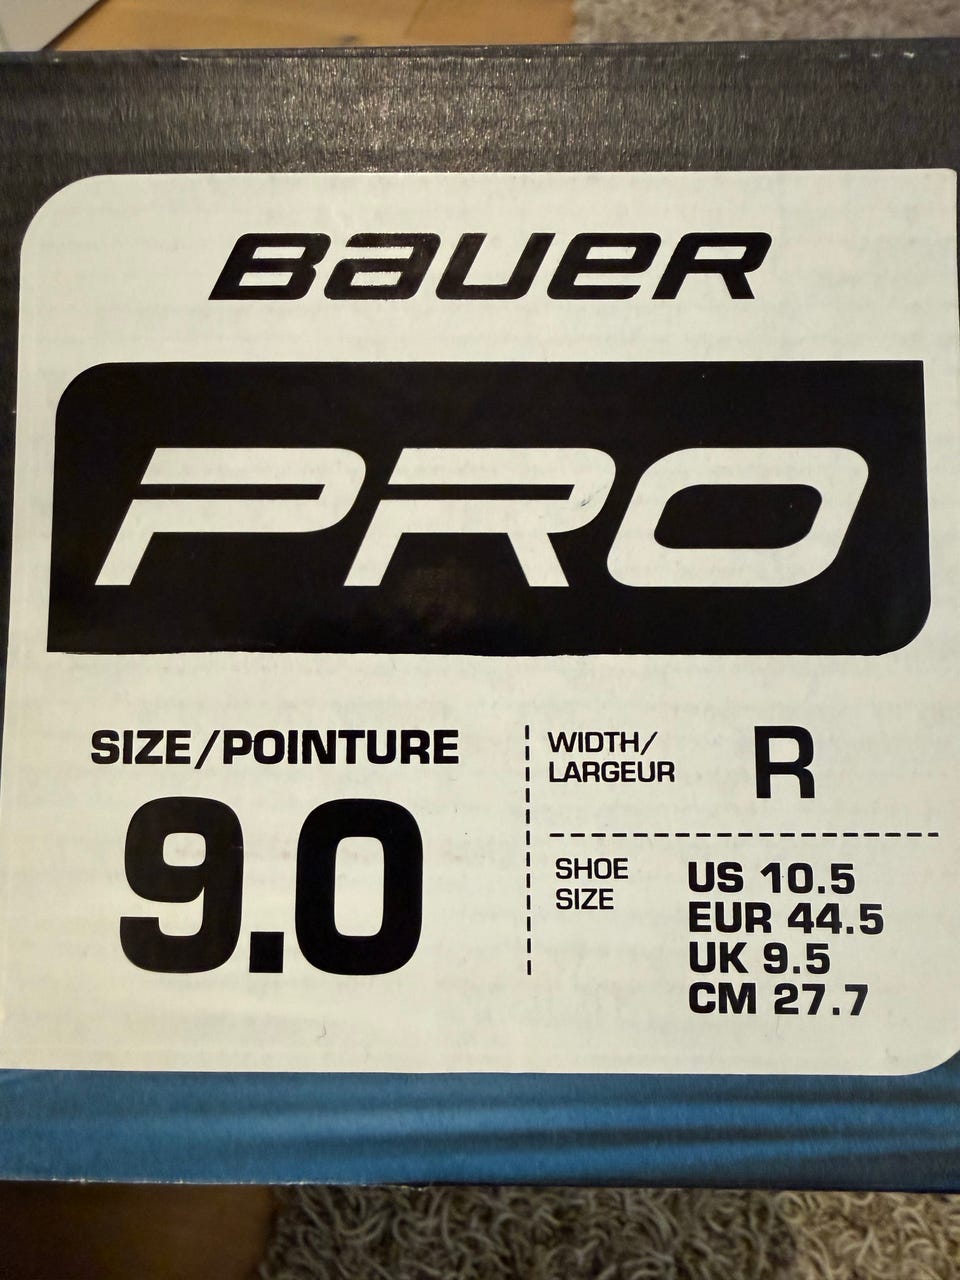 BAUER
PRO
SIZE/POINTURE
9.0
WIDTH/
LARGEUR
R
SHOE
SIZE
US 10.5
EUR 44.5
UK 9.5
CM 27.7